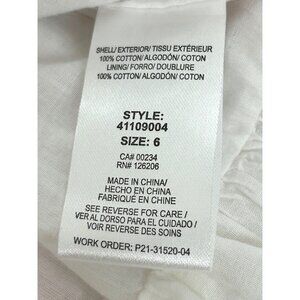 SHELL/ EXTERIOR/ TISSU EXTÉRIEUR
100% COTTON/ ALGODÓN/ COTON
LINING/ FORRO/ DOUBLURE
100% COTTON/ ALGODÓN/ COTON
STYLE:
41109004
SIZE: 6
CA# 00234
RN# 126206
MADE IN CHINA/
HECHO EN CHINA/
FABRIQUÉ EN CHINE
SEE REVERSE FOR CARE /
VER AL DORSO PARA EL CUIDADO/
VOIR REVERSE DES SOINS
WORK ORDER: P21-31520-04